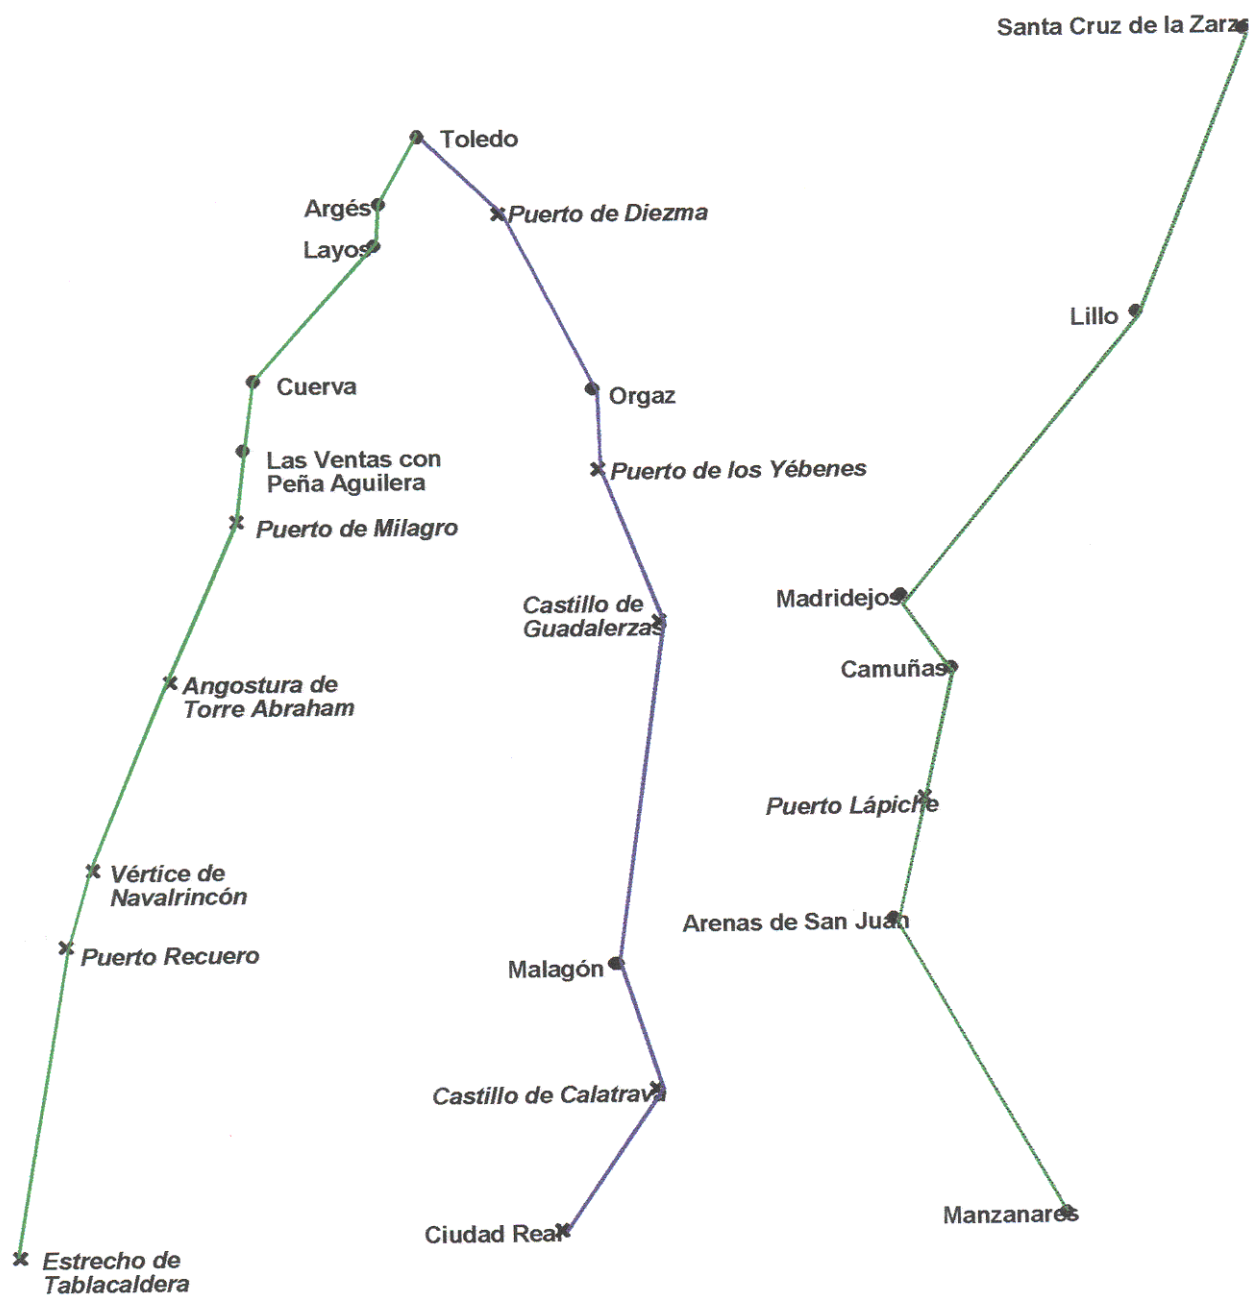 Santa Cruz de la Zarza
Toledo
Argés
Puerto de Diezma
Layos
Lillo
Cuerva
Orgaz
Las Ventas con
Peña Aguilera
Puerto de los Yébenes
Puerto de Milagro
Castillo de
Guadalerzas
Madridejos
Camuñas
Angostura de
Torre Abraham
Puerto Lápiche
Vértice de
Navalrincón
Arenas de San Juan
Puerto Recuero
Malagón
Castillo de Calatrava
Manzanares
Ciudad Real
Estrecho de
Tablacaldera